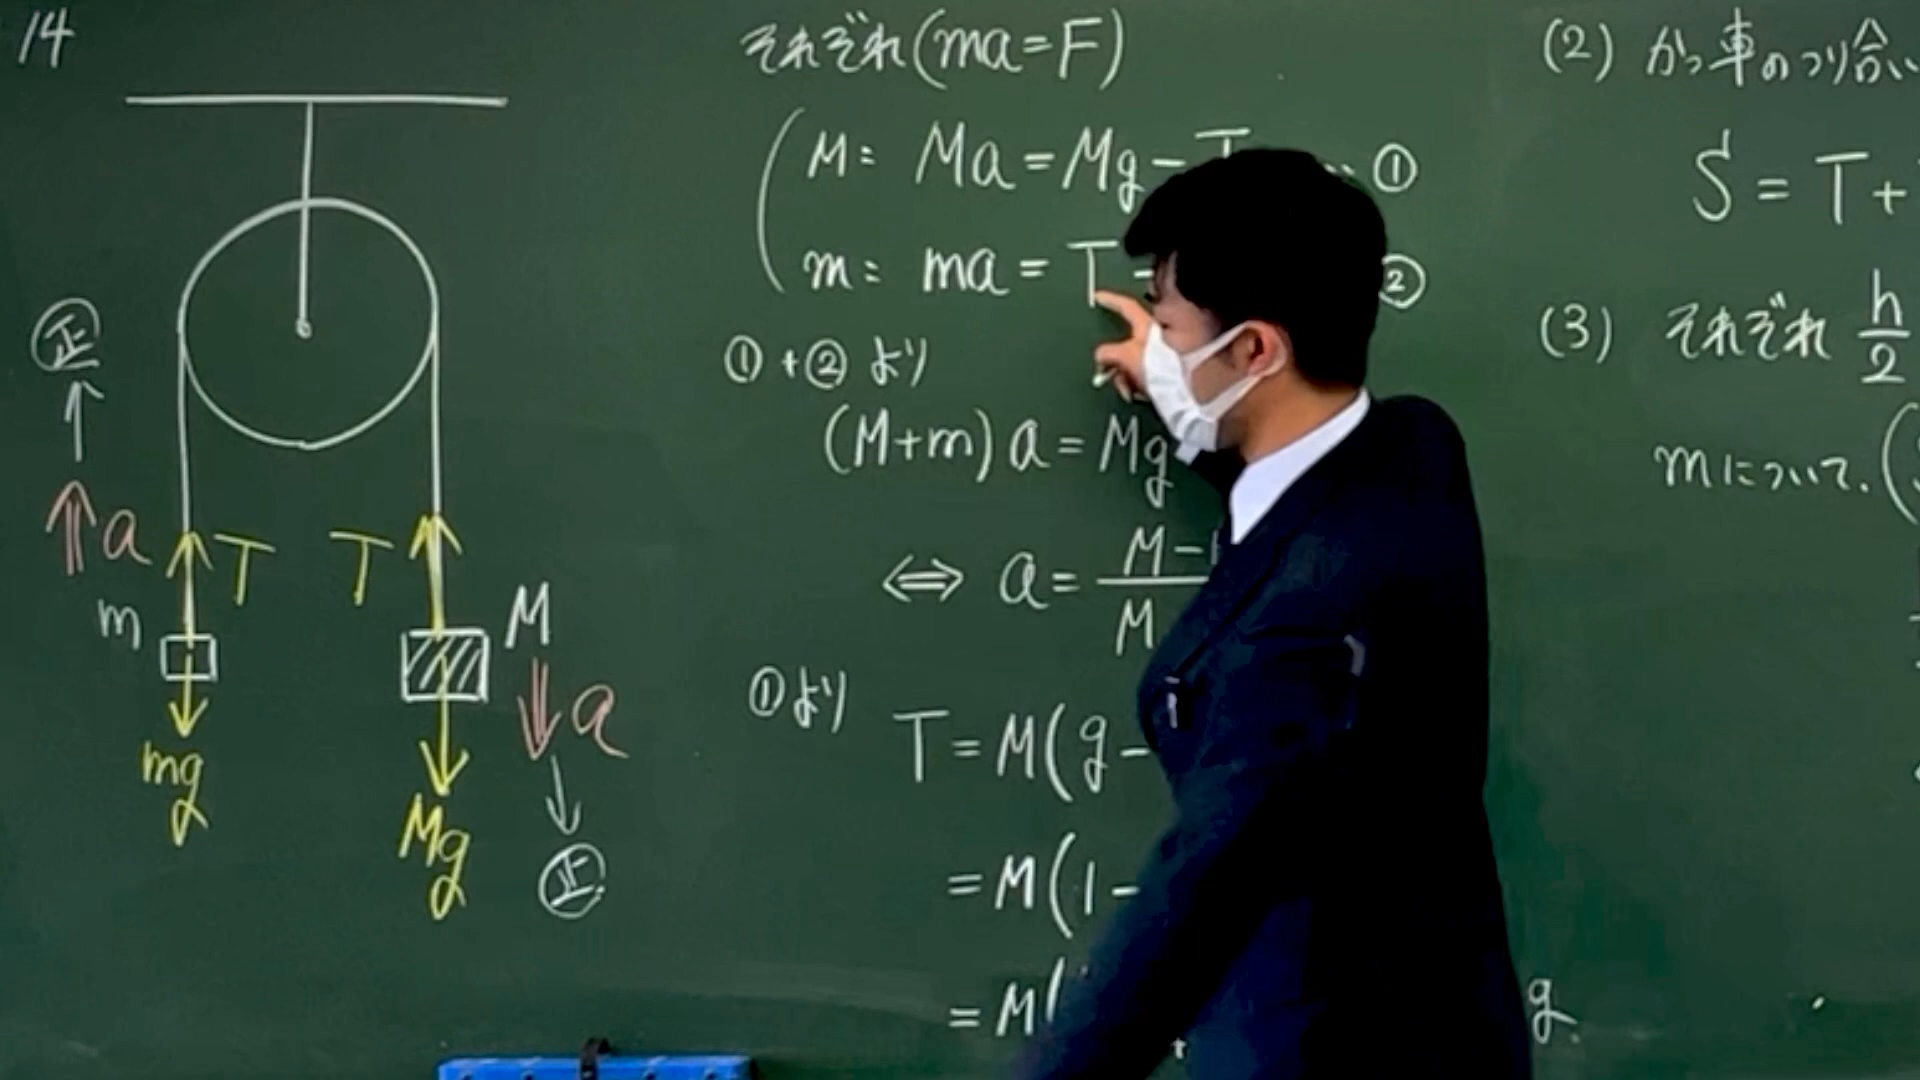 14
正
a
T
T
m
M
mg
Mg
a
正
それぞれ(ma=F)
M: Ma=Mg-T … ①
m: ma=T- ②
①+②より
(M+m)a=Mg
⇔ a= M- / M
①より
T=M(g-
=M(1-
=M( g.
(2) かっ車のつり合い
S=T+
(3) それぞれ h/2
mについて. (